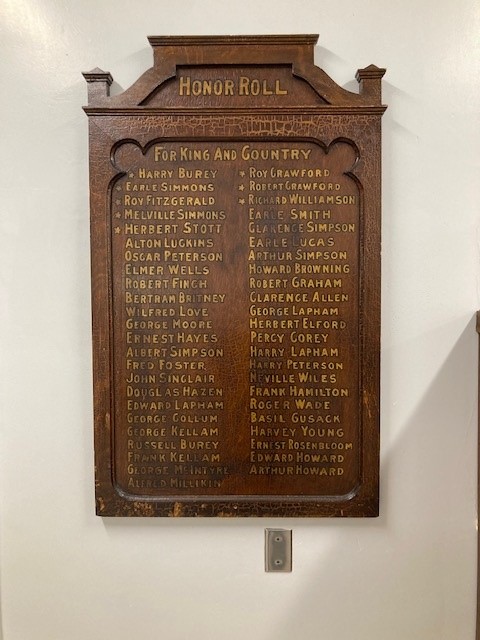 HONOR ROLL
FOR KING AND COUNTRY
* HARRY BUREY
* EARLE SIMMONS
* ROY FITZGERALD
* MELVILLE SIMMONS
* HERBERT STOTT
ALTON LUCKINS
OSCAR PETERSON
ELMER WELLS
ROBERT FINCH
BERTRAM BRITNEY
WILFRED LOVE
GEORGE MOORE
ERNEST HAYES
ALBERT SIMPSON
FRED FOSTER
JOHN SINCLAIR
DOUGLAS HAZEN
EDWARD LAPHAM
GEORGE GOLLUM
GEORGE KELLAM
RUSSELL BUREY
FRANK KELLAM
GEORGE MCINTYRE
ALFRED MILLIKIN
* ROY CRAWFORD
* ROBERT CRAWFORD
* RICHARD WILLIAMSON
EARLE SMITH
CLARENCE SIMPSON
EARLE LUCAS
ARTHUR SIMPSON
HOWARD BROWNING
ROBERT GRAHAM
CLARENCE ALLEN
GEORGE LAPHAM
HERBERT ELFORD
PERCY COREY
HARRY LAPHAM
HARRY PETERSON
NEVILLE WILES
FRANK HAMILTON
ROGER WADE
BASIL CUSACK
HARVEY YOUNG
ERNEST ROSENBLOOM
EDWARD HOWARD
ARTHUR HOWARD